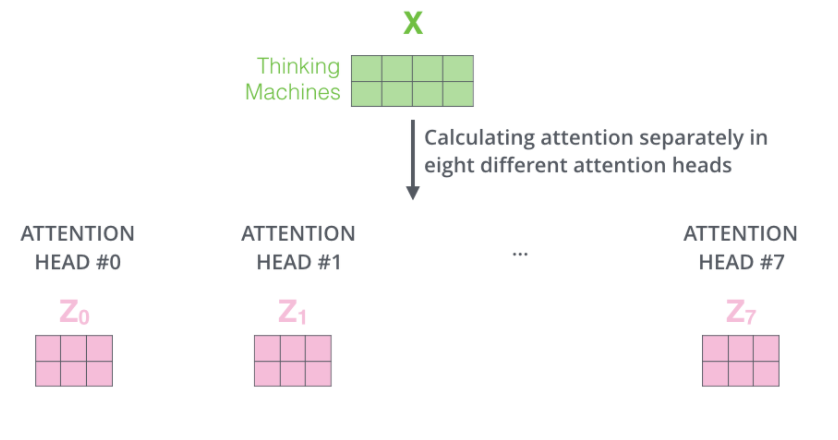 X
Thinking
Machines
Calculating attention separately in
eight different attention heads
ATTENTION
HEAD #0
ATTENTION
HEAD #1
...
ATTENTION
HEAD #7
Z0
Z1
Z7